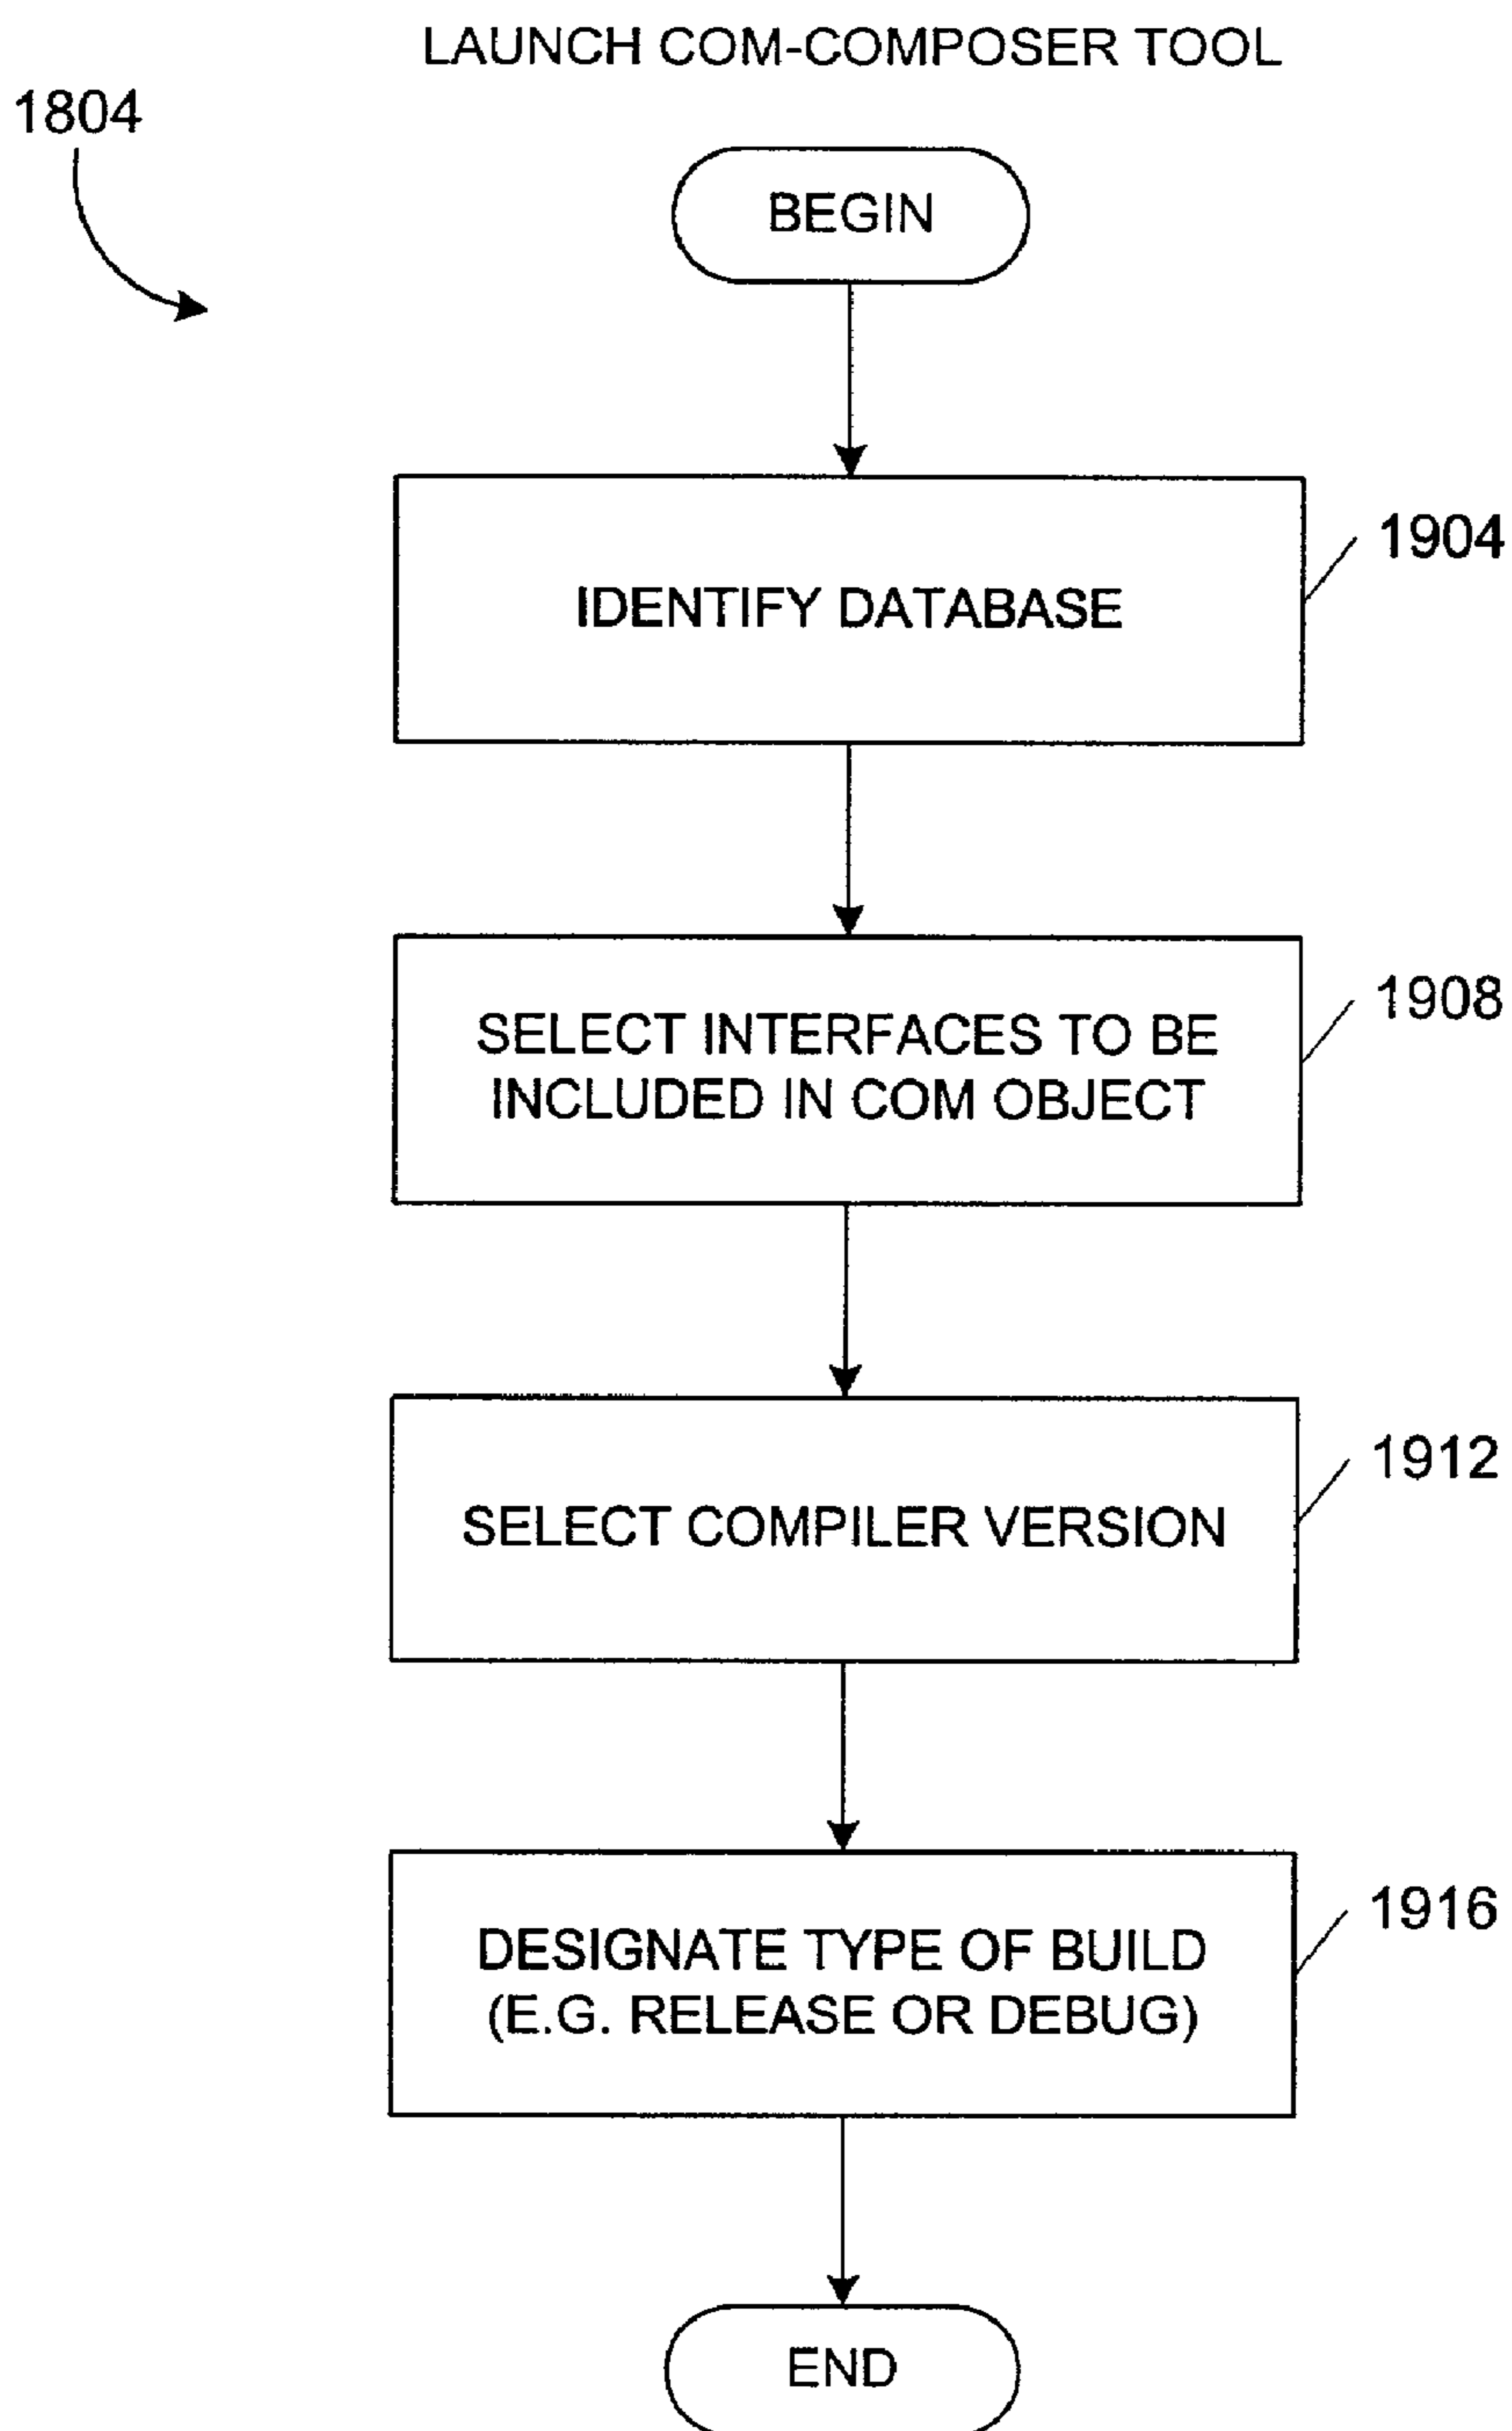 LAUNCH COM-COMPOSER TOOL
1804
BEGIN
IDENTIFY DATABASE
1904
SELECT INTERFACES TO BE
INCLUDED IN COM OBJECT
1908
SELECT COMPILER VERSION
1912
DESIGNATE TYPE OF BUILD
(E.G. RELEASE OR DEBUG)
1916
END